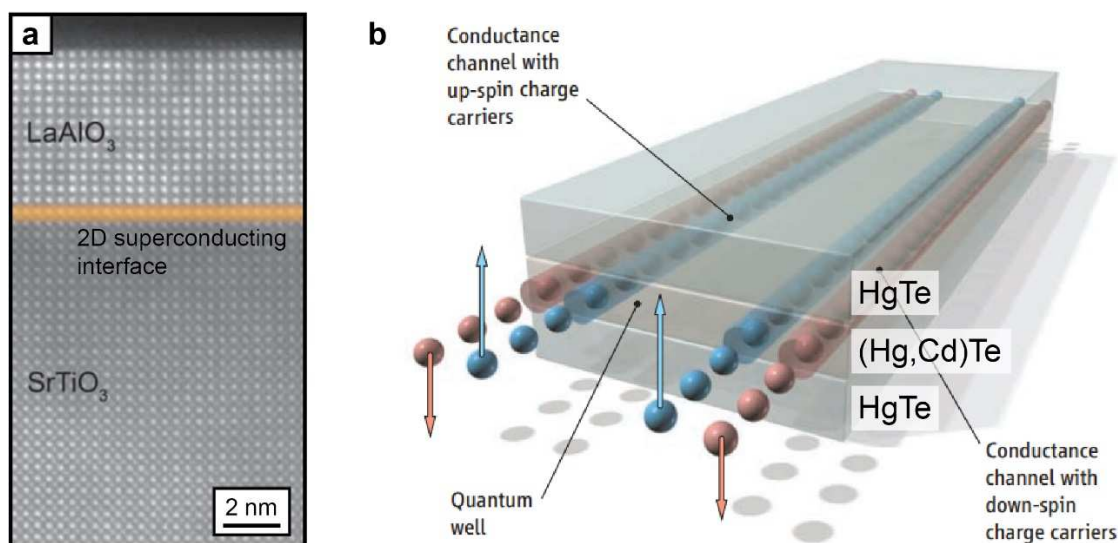 a
LaAlO₃
2D superconducting
interface
SrTiO₃
2 nm
b
Conductance
channel with
up-spin charge
carriers
HgTe
(Hg,Cd)Te
HgTe
Quantum
well
Conductance
channel with
down-spin
charge carriers